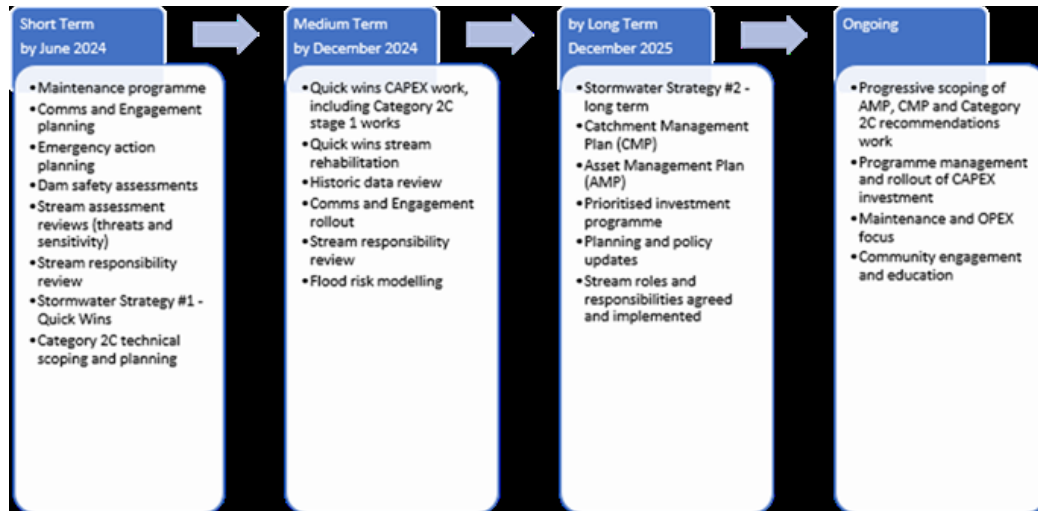 Short Term
by June 2024
• Maintenance programme
• Comms and Engagement
planning
• Emergency action
planning
• Dam safety assessments
• Stream assessment
reviews (threats and
sensitivity)
• Stream responsibility
review
• Stormwater Strategy #1 -
Quick Wins
• Category 2C technical
scoping and planning
Medium Term
by December 2024
• Quick wins CAPEX work,
including Category 2C
stage 1 works
• Quick wins stream
rehabilitation
• Historic data review
• Comms and Engagement
rollout
• Stream responsibility
review
• Flood risk modelling
by Long Term
December 2025
• Stormwater Strategy #2 -
long term
• Catchment Management
Plan (CMP)
• Asset Management Plan
(AMP)
• Prioritised investment
programme
• Planning and policy
updates
• Stream roles and
responsibilities agreed
and implemented
Ongoing
• Progressive scoping of
AMP, CMP and Category
2C recommendations
work
• Programme management
and rollout of CAPEX
investment
• Maintenance and OPEX
focus
• Community engagement
and education